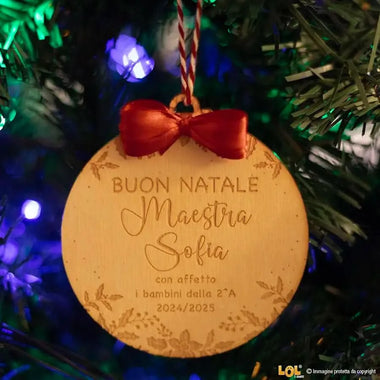 BUON NATALE
Maestra
Sofia
con affetto
i bambini della 2^A
2024/2025
LOL
© Immagine protetta da copyright